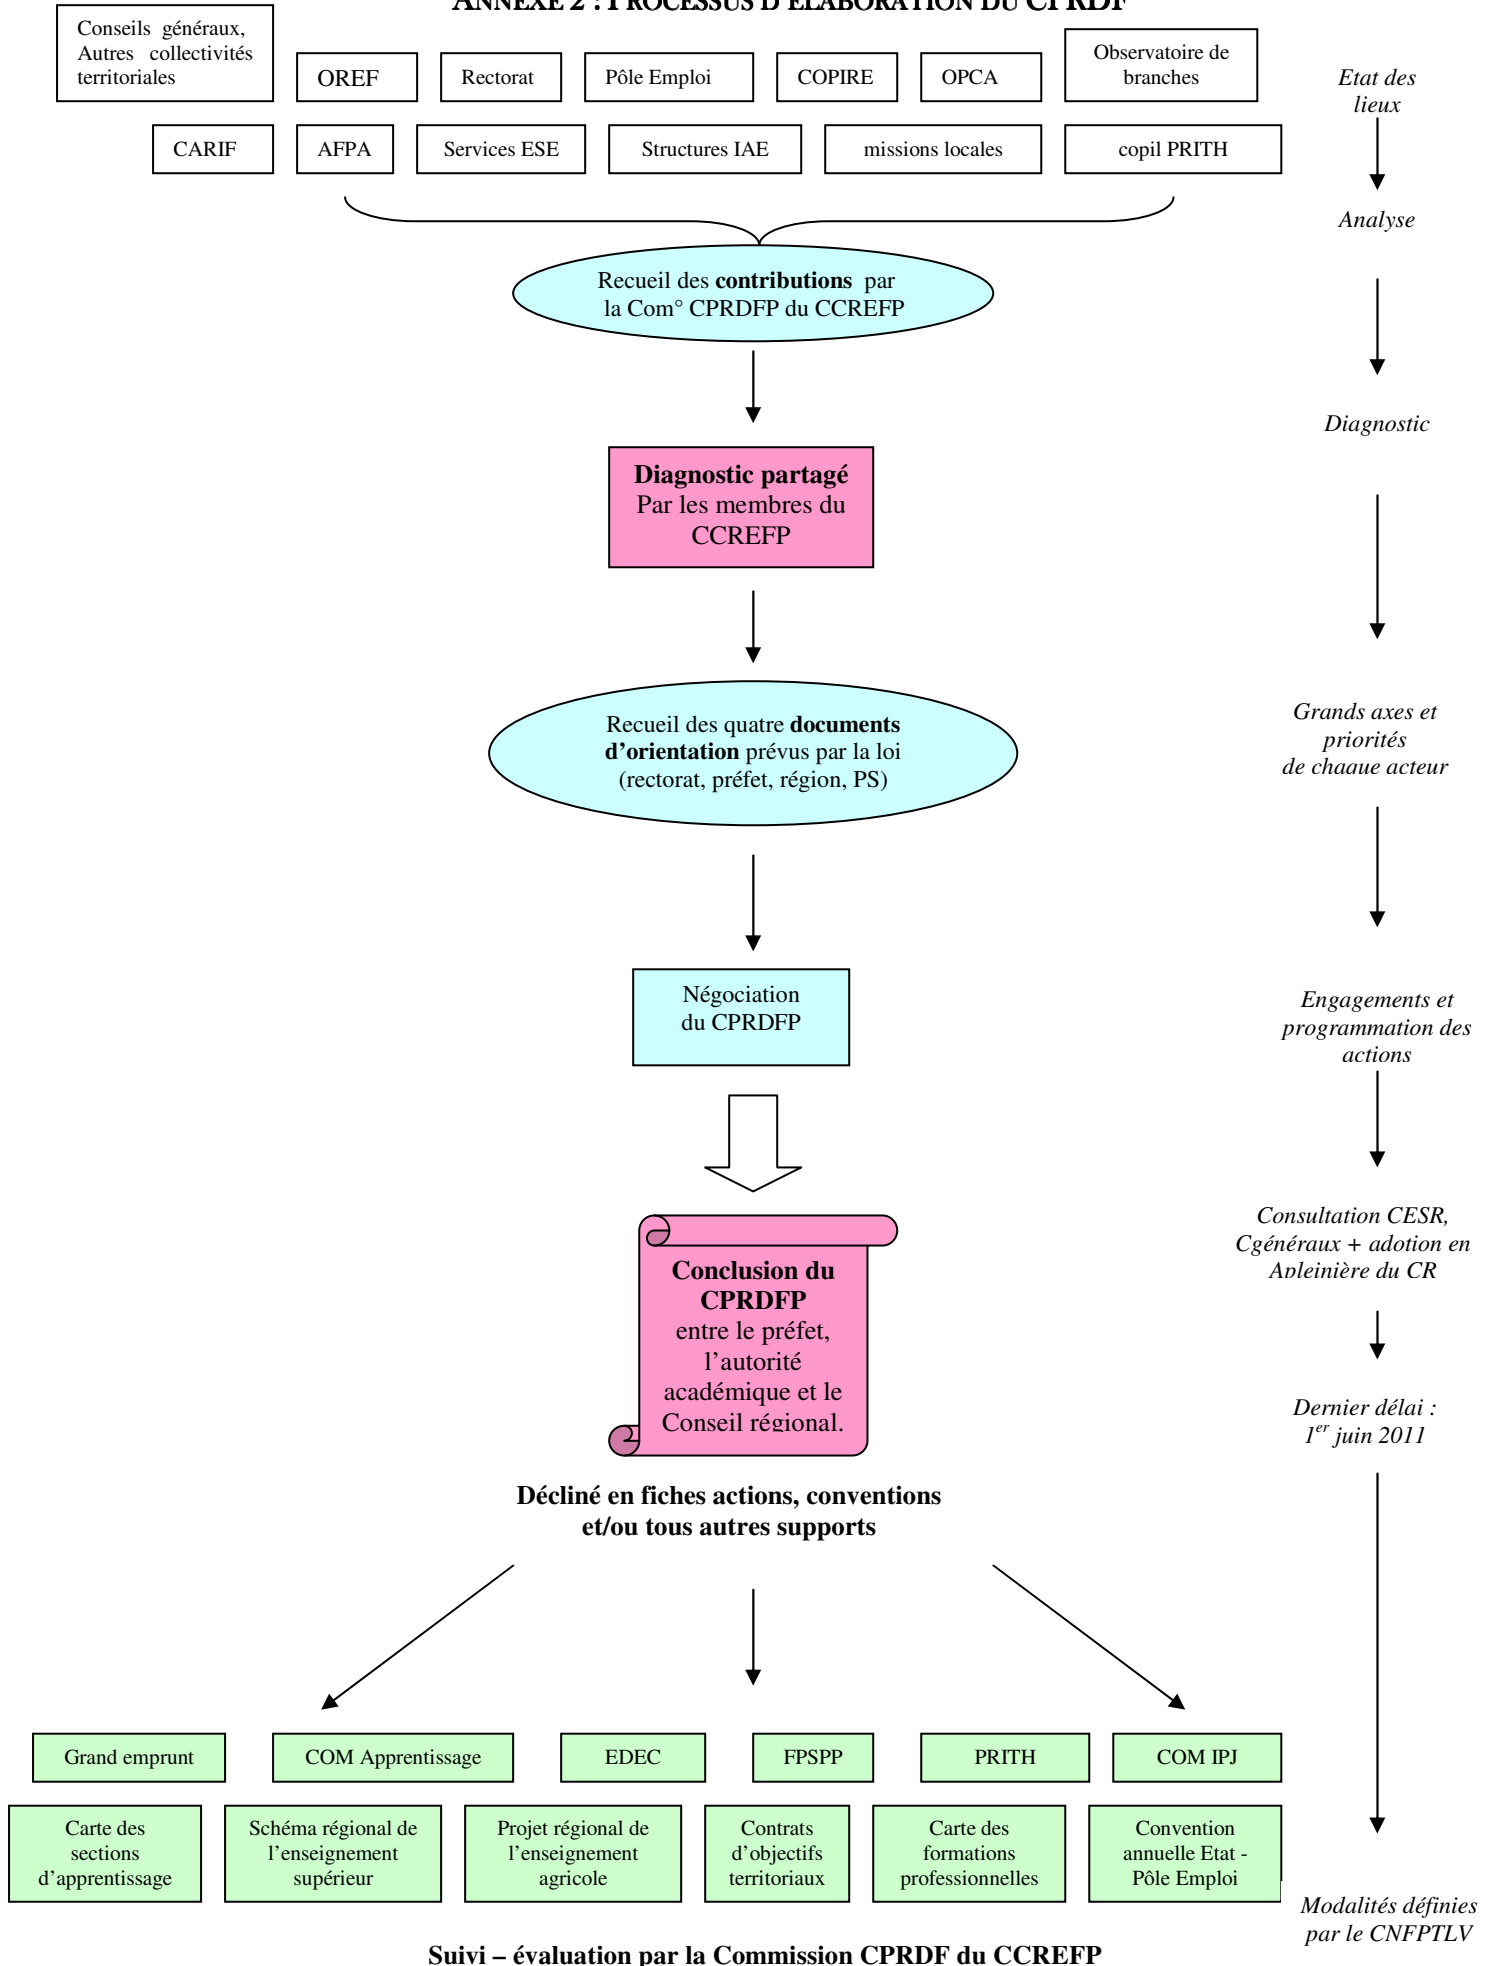 ANNEXE 2 : PROCESSUS D'ELABORATION DU CPRDF
Conseils généraux,
Autres collectivités
territoriales
OREF
Rectorat
Pôle Emploi
COPIRE
OPCA
Observatoire de
branches
Etat des
lieux
CARIF
AFPA
Services ESE
Structures IAE
missions locales
copil PRITH
Analyse
Recueil des contributions par
la Com° CPRDFP du CCREFP
Diagnostic
Diagnostic partagé
Par les membres du
CCREFP
Recueil des quatre documents
d’orientation prévus par la loi
(rectorat, préfet, région, PS)
Grands axes et
priorités
de chaque acteur
Négociation
du CPRDFP
Engagements et
programmation des
actions
Consultation CESR,
Cgénéraux + adotion en
Apleinière du CR
Conclusion du
CPRDFP
entre le préfet,
l’autorité
académique et le
Conseil régional.
Dernier délai :
1er juin 2011
Décliné en fiches actions, conventions
et/ou tous autres supports
Grand emprunt
COM Apprentissage
EDEC
FPSPP
PRITH
COM IPJ
Carte des
sections
d’apprentissage
Schéma régional de
l’enseignement
supérieur
Projet régional de
l’enseignement
agricole
Contrats
d’objectifs
territoriaux
Carte des
formations
professionnelles
Convention
annuelle Etat -
Pôle Emploi
Modalités définies
par le CNFPTLV
Suivi – évaluation par la Commission CPRDF du CCREFP